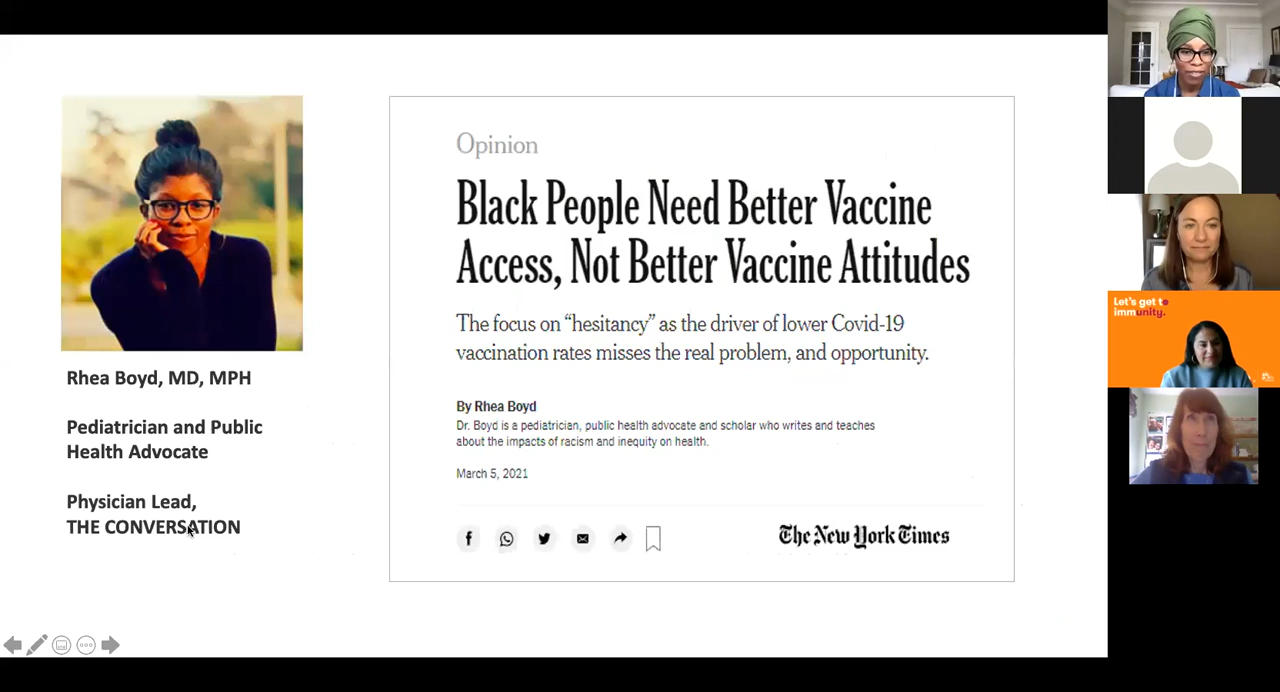 Rhea Boyd, MD, MPH
Pediatrician and Public
Health Advocate
Physician Lead,
THE CONVERSATION
Opinion
Black People Need Better Vaccine
Access, Not Better Vaccine Attitudes
The focus on “hesitancy” as the driver of lower Covid-19
vaccination rates misses the real problem, and opportunity.
By Rhea Boyd
Dr. Boyd is a pediatrician, public health advocate and scholar who writes and teaches
about the impacts of racism and inequity on health.
March 5, 2021
The New York Times
Let's get to
immunity.